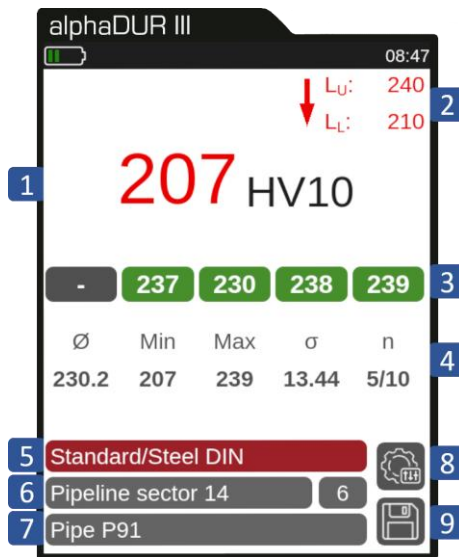 alphaDUR III
08:47
LU: 240
2
LL: 210
1
207 HV10
- 237 230 238 239
3
Ø Min Max σ n
4
230.2 207 239 13.44 5/10
5 Standard/Steel DIN
8
6 Pipeline sector 14 6
7 Pipe P91
9